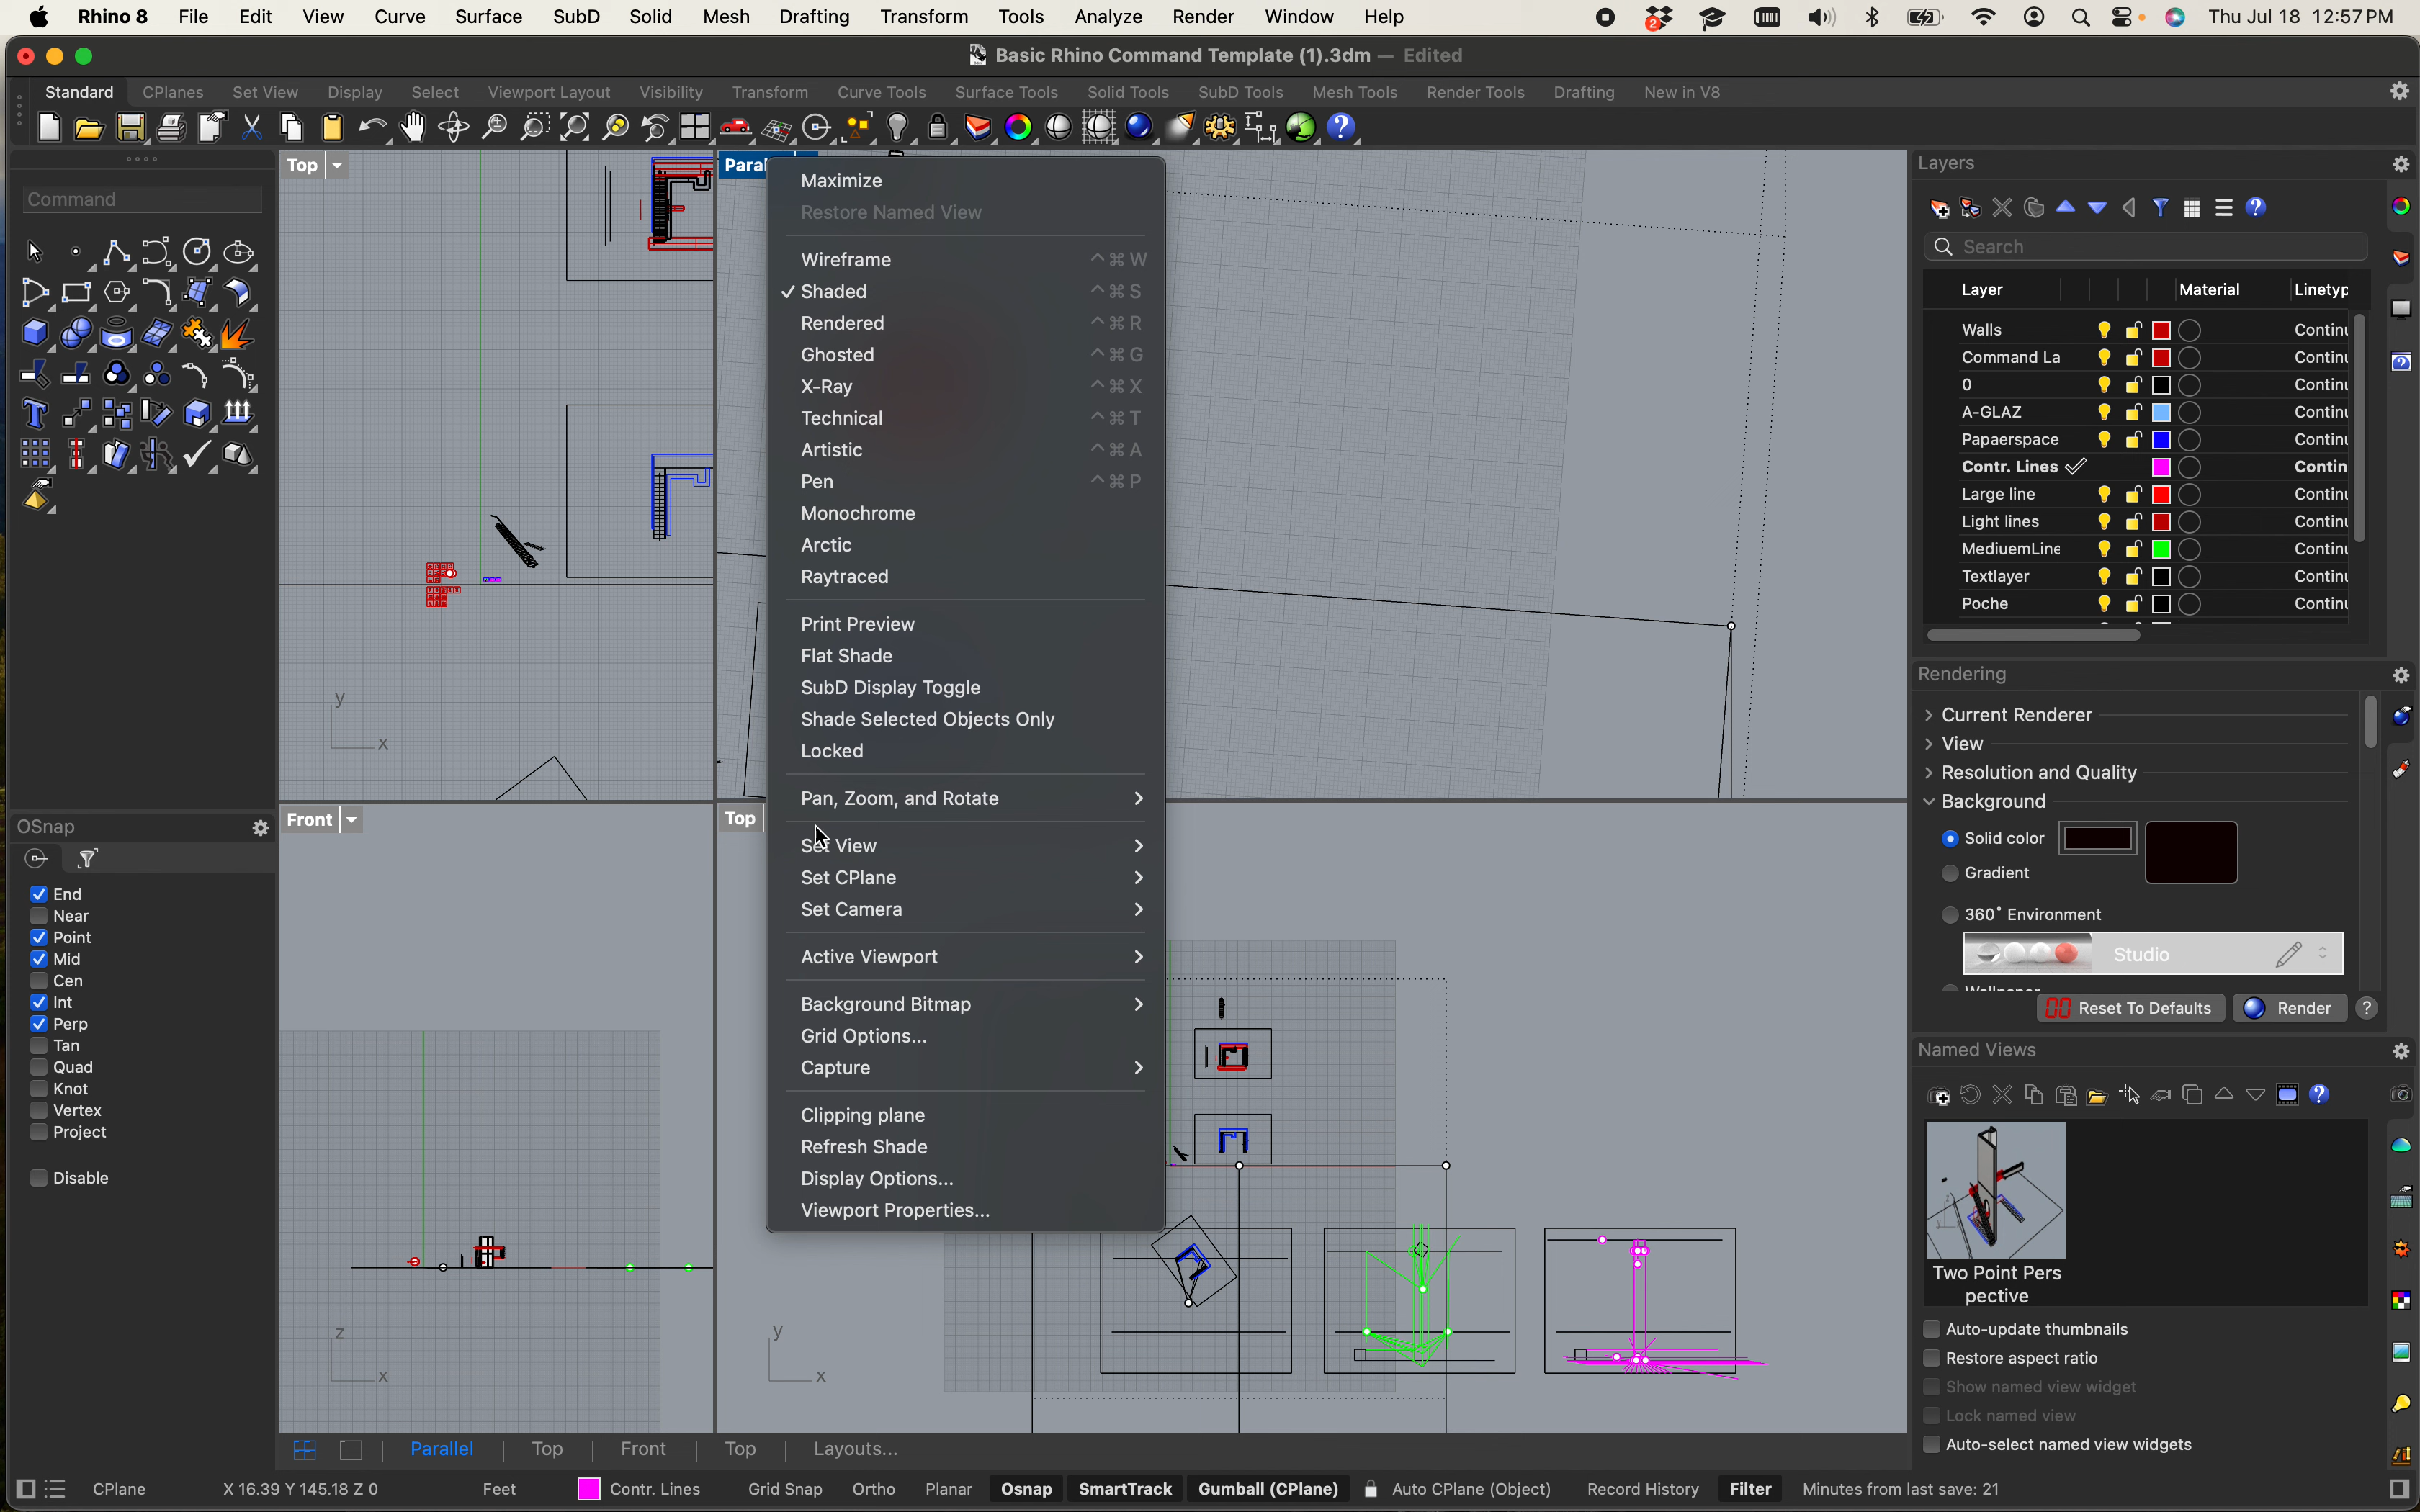 Rhino 8 File Edit View Curve Surface SubD Solid Mesh Drafting Transform Tools Analyze Render Window Help 2 Thu Jul 18 12:57 PM
Basic Rhino Command Template (1).3dm — Edited
Standard CPlanes Set View Display Select Viewport Layout Visibility Transform Curve Tools Surface Tools Solid Tools SubD Tools Mesh Tools Render Tools Drafting New in V8
Command
OSnap
End
Near
Point
Mid
Cen
Int
Perp
Tan
Quad
Knot
Vertex
Project
Disable
Top
y
x
Front
z
x
Paral
Top
y
x
Maximize
Restore Named View
Wireframe ^ ⌘ W
✓ Shaded ^ ⌘ S
Rendered ^ ⌘ R
Ghosted ^ ⌘ G
X-Ray ^ ⌘ X
Technical ^ ⌘ T
Artistic ^ ⌘ A
Pen ^ ⌘ P
Monochrome
Arctic
Raytraced
Print Preview
Flat Shade
SubD Display Toggle
Shade Selected Objects Only
Locked
Pan, Zoom, and Rotate
Set View
Set CPlane
Set Camera
Active Viewport
Background Bitmap
Grid Options...
Capture
Clipping plane
Refresh Shade
Display Options...
Viewport Properties...
Layers
Search
Layer Material Linetyp
Walls Continu
Command La Continu
0 Continu
A-GLAZ Continu
Papaerspace Continu
Contr. Lines Contin
Large line Continu
Light lines Continu
MediuemLine Continu
Textlayer Continu
Poche Continu
Rendering
Current Renderer
View
Resolution and Quality
Background
Solid color
Gradient
360° Environment
Studio
Reset To Defaults Render ?
Named Views
Two Point Pers
pective
Auto-update thumbnails
Restore aspect ratio
Show named view widget
Lock named view
Auto-select named view widgets
Parallel Top Front Top Layouts...
CPlane X 16.39 Y 145.18 Z 0 Feet Contr. Lines Grid Snap Ortho Planar Osnap SmartTrack Gumball (CPlane) Auto CPlane (Object) Record History Filter Minutes from last save: 21